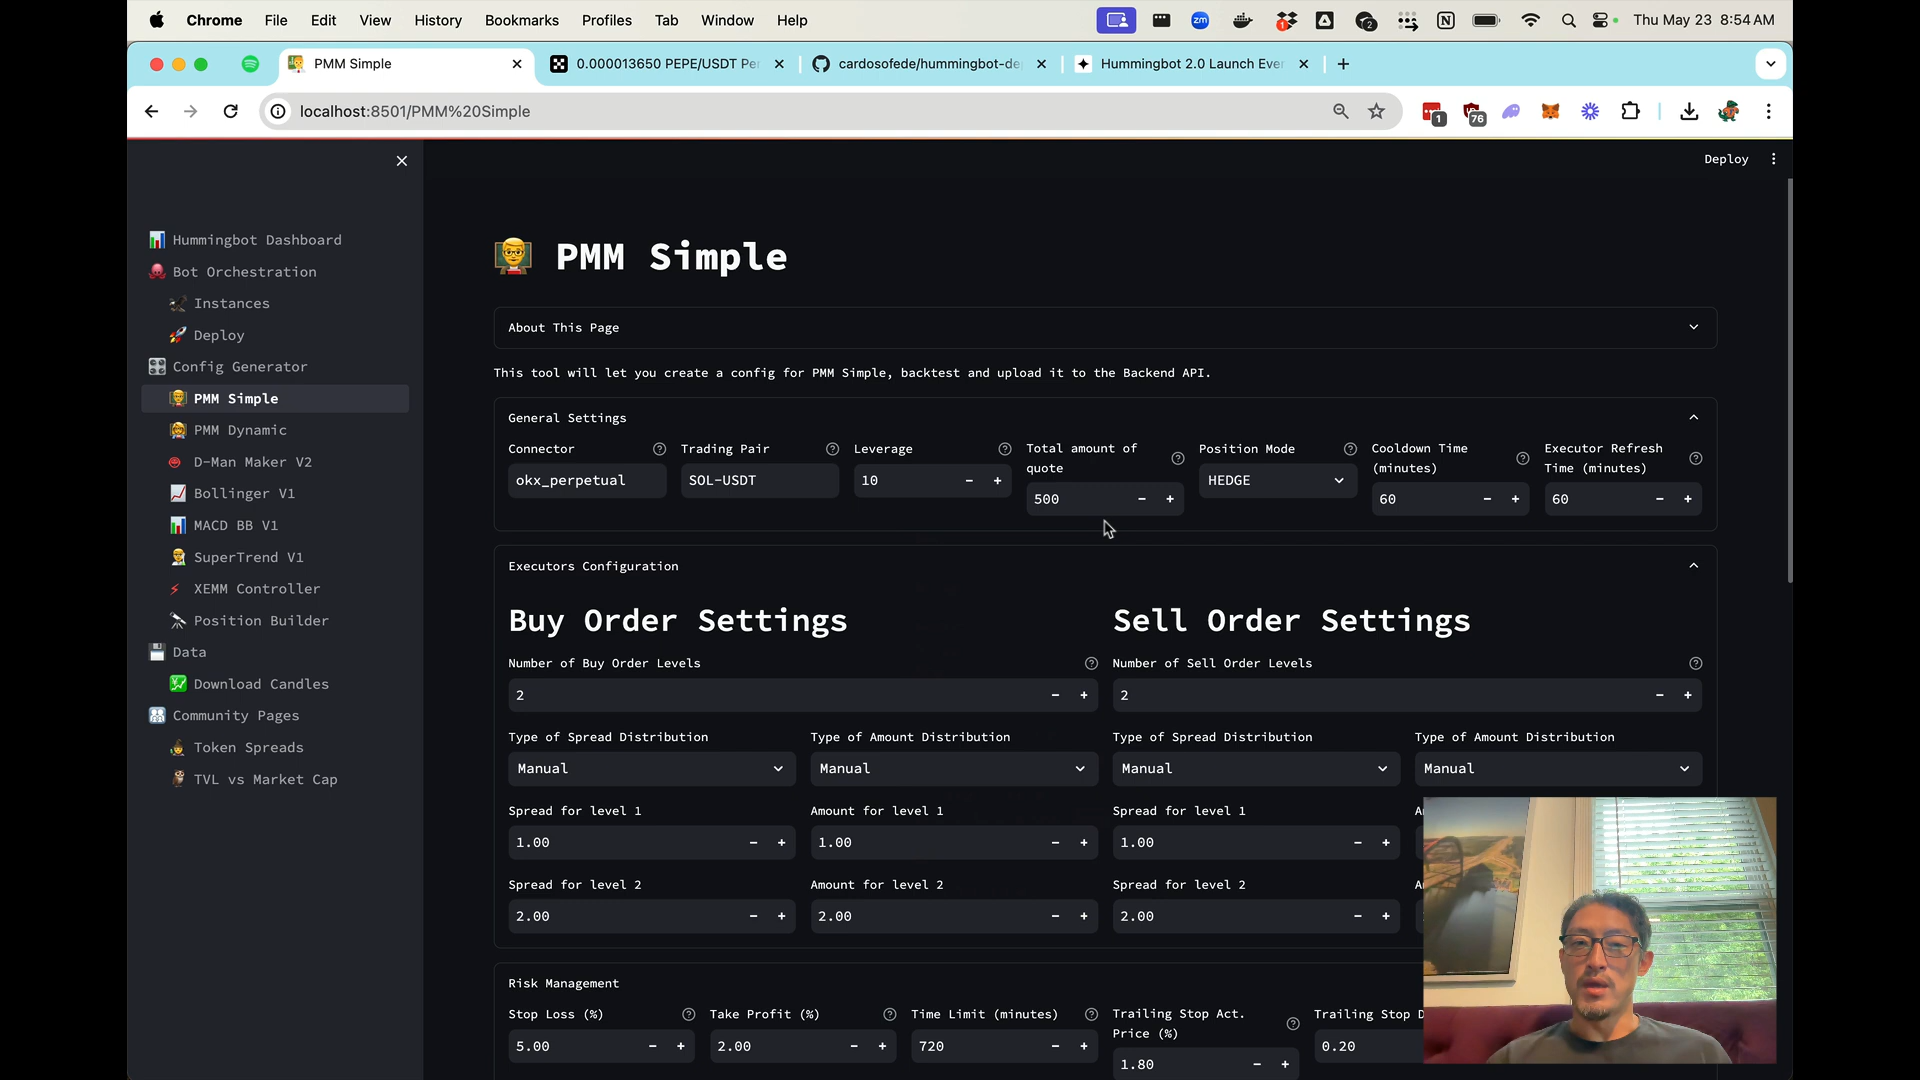 Chrome File Edit View History Bookmarks Profiles Tab Window Help Thu May 23 8:54 AM
PMM Simple 0.000013650 PEPE/USDT Pe cardosofede/hummingbot-de Hummingbot 2.0 Launch Eve
localhost:8501/PMM%20Simple
1
76
Deploy
Hummingbot Dashboard
Bot Orchestration
Instances
Deploy
Config Generator
PMM Simple
PMM Dynamic
D-Man Maker V2
Bollinger V1
MACD BB V1
SuperTrend V1
XEMM Controller
Position Builder
Data
Download Candles
Community Pages
Token Spreads
TVL vs Market Cap
PMM Simple
About This Page
This tool will let you create a config for PMM Simple, backtest and upload it to the Backend API.
General Settings
Connector Trading Pair Leverage Total amount of quote Position Mode Cooldown Time (minutes) Executor Refresh Time (minutes)
okx_perpetual SOL-USDT 10 - + 500 - + HEDGE 60 - + 60 - +
Executors Configuration
Buy Order Settings Sell Order Settings
Number of Buy Order Levels Number of Sell Order Levels
2 - + 2 - +
Type of Spread Distribution Type of Amount Distribution Type of Spread Distribution Type of Amount Distribution
Manual Manual Manual Manual
Spread for level 1 Amount for level 1 Spread for level 1
1.00 - + 1.00 - + 1.00 - +
Spread for level 2 Amount for level 2 Spread for level 2
2.00 - + 2.00 - + 2.00 - +
Risk Management
Stop Loss (%) Take Profit (%) Time Limit (minutes) Trailing Stop Act. Price (%) Trailing Stop D
5.00 - + 2.00 - + 720 - + 1.80 - + 0.20